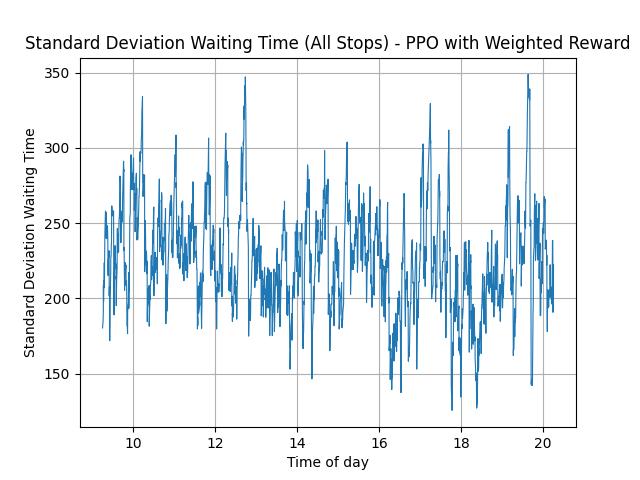 Standard Deviation Waiting Time (All Stops) - PPO with Weighted Reward
350
300
250
200
150
Standard Deviation Waiting Time
10 12 14 16 18 20
Time of day